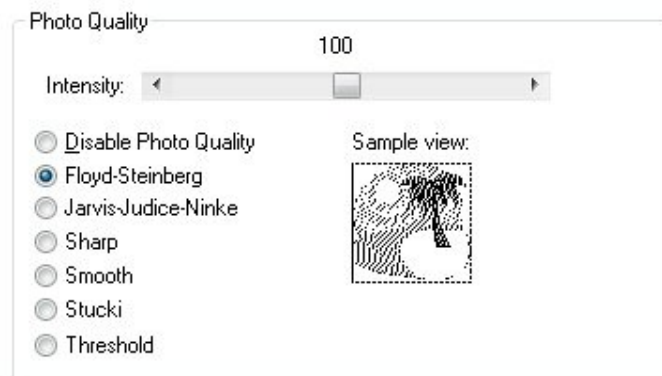 Photo Quality
100
Intensity:
Disable Photo Quality
Sample view:
Floyd-Steinberg
Jarvis-Judice-Ninke
Sharp
Smooth
Stucki
Threshold